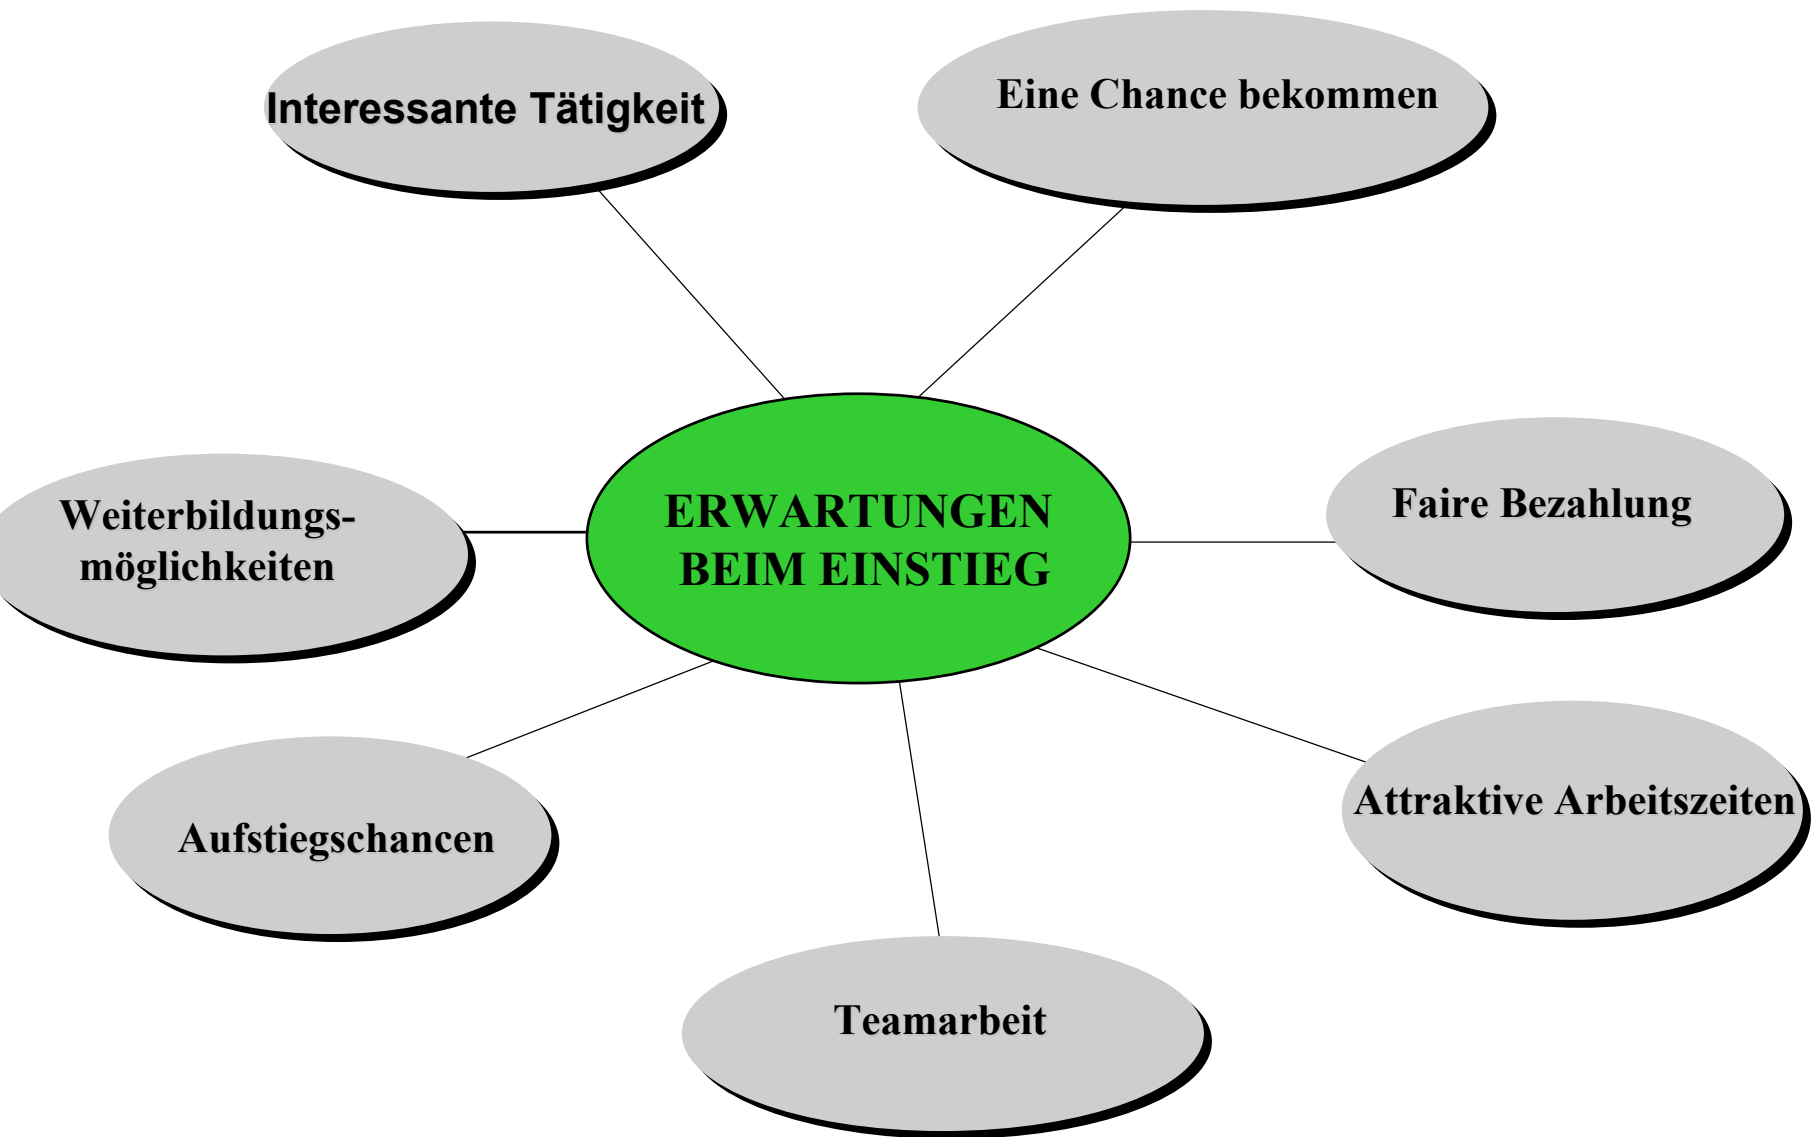 Interessante Tätigkeit
Eine Chance bekommen
Weiterbildungs-
möglichkeiten
ERWARTUNGEN
BEIM EINSTIEG
Faire Bezahlung
Aufstiegschancen
Attraktive Arbeitszeiten
Teamarbeit